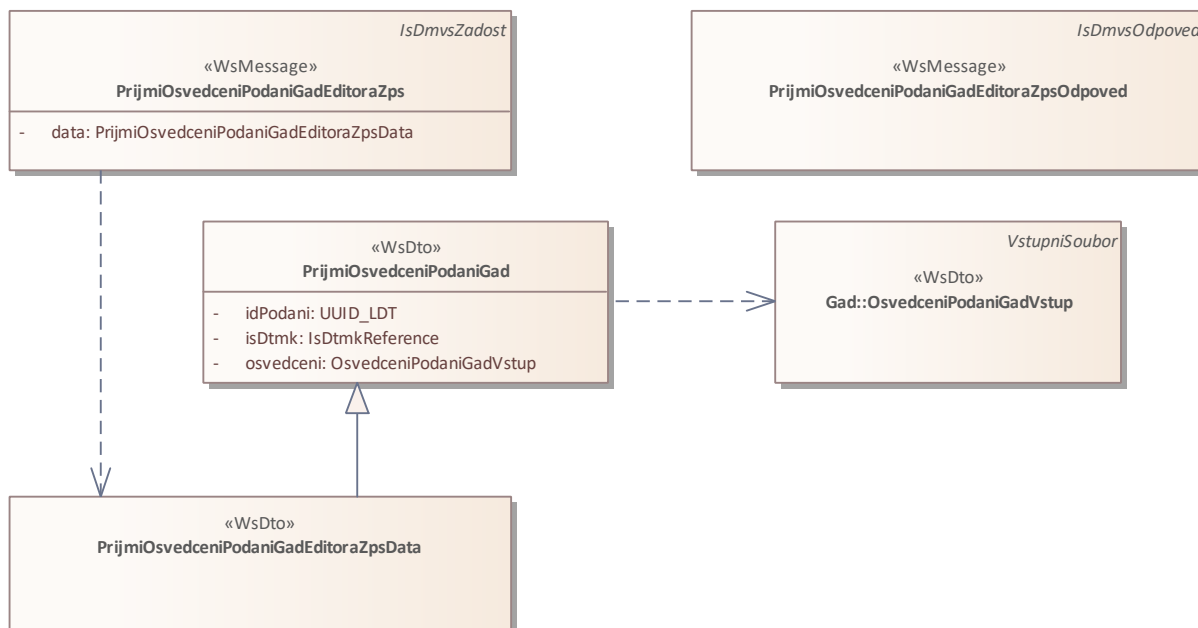 IsDmvsZadost
«WsMessage»
PrijmiOsvedceniPodaniGadEditoraZps
- data: PrijmiOsvedceniPodaniGadEditoraZpsData
IsDmvsOdpoved
«WsMessage»
PrijmiOsvedceniPodaniGadEditoraZpsOdpoved
«WsDto»
PrijmiOsvedceniPodaniGad
- idPodani: UUID_LDT
- isDtmk: IsDtmkReference
- osvedceni: OsvedceniPodaniGadVstup
VstupniSoubor
«WsDto»
Gad::OsvedceniPodaniGadVstup
«WsDto»
PrijmiOsvedceniPodaniGadEditoraZpsData